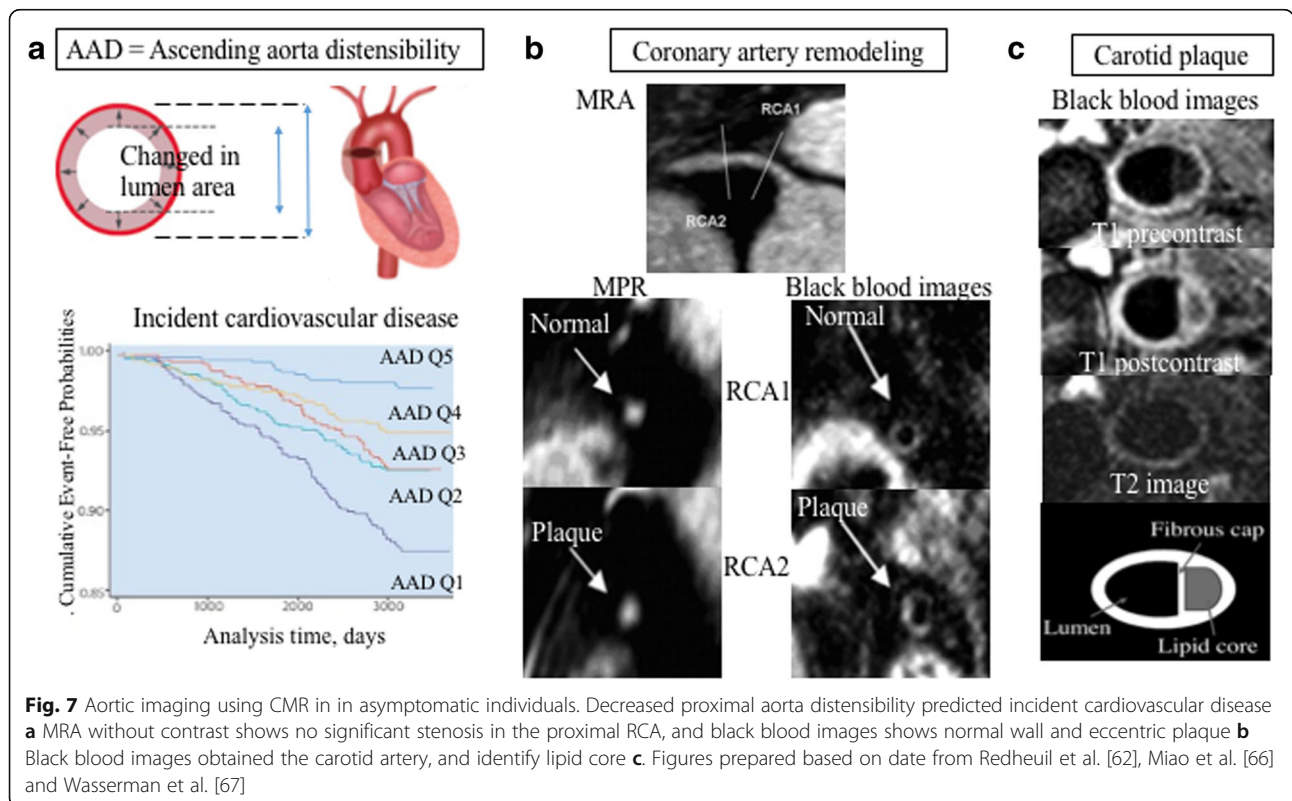 a AAD = Ascending aorta distensibility
Changed in
lumen area
Incident cardiovascular disease
. Cumulative Event-Free Probabilities
1.00
0.95
0.90
0.85
AAD Q5
AAD Q4
AAD Q3
AAD Q2
AAD Q1
0
1000
2000
3000
Analysis time, days
b Coronary artery remodeling
MRA
RCA1
RCA2
MPR
Black blood images
Normal
Normal
RCA1
Plaque
Plaque
RCA2
c Carotid plaque
Black blood images
T1 precontrast
T1 postcontrast
T2 image
Fibrous cap
Lumen
Lipid core
Fig. 7 Aortic imaging using CMR in in asymptomatic individuals. Decreased proximal aorta distensibility predicted incident cardiovascular disease
a MRA without contrast shows no significant stenosis in the proximal RCA, and black blood images shows normal wall and eccentric plaque b
Black blood images obtained the carotid artery, and identify lipid core c. Figures prepared based on date from Redheuil et al. [62], Miao et al. [66]
and Wasserman et al. [67]